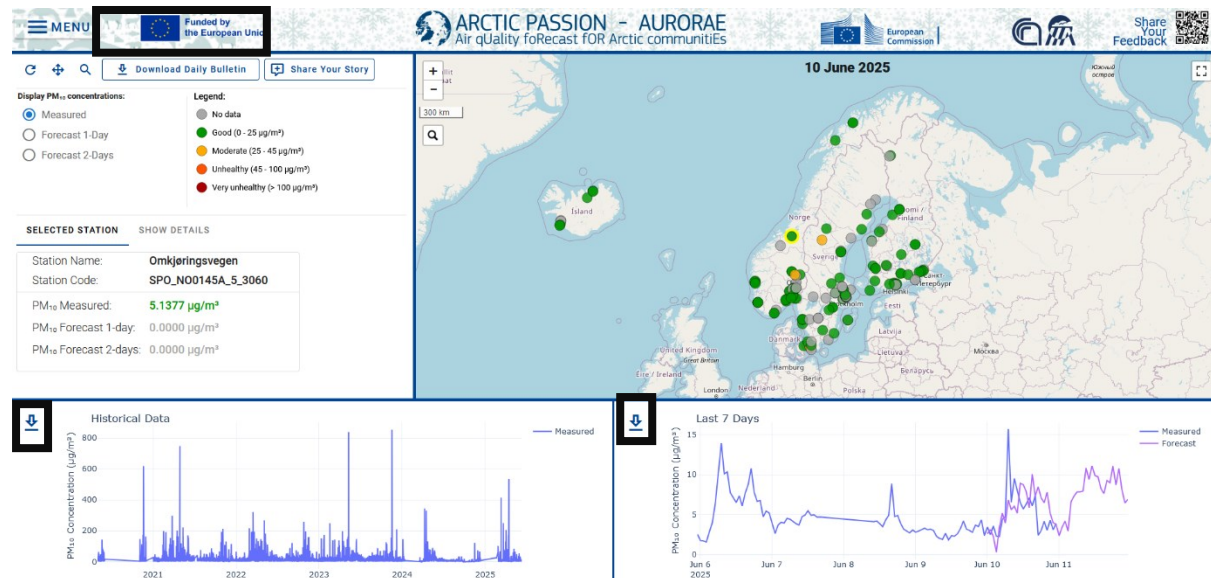 MENU
Funded by
the European Unio
ARCTIC PASSION - AURORAE
Air qUality foRecast fOR Arctic communitiEs
European
Commission
Share
Your
Feedback
Download Daily Bulletin
Share Your Story
Display PM₁₀ concentrations:
Measured
Forecast 1-Day
Forecast 2-Days
Legend:
No data
Good (0 - 25 µg/m³)
Moderate (25 - 45 µg/m³)
Unhealthy (45 - 100 µg/m³)
Very unhealthy (> 100 µg/m³)
SELECTED STATION
SHOW DETAILS
Station Name: Omkjøringsvegen
Station Code: SPO_NO0145A_5_3060
PM₁₀ Measured: 5.1377 µg/m³
PM₁₀ Forecast 1-day: 0.0000 µg/m³
PM₁₀ Forecast 2-days: 0.0000 µg/m³
10 June 2025
+
-
300 km
Южный
остров
Island
Norge
Sverige
Helsinki
Eesti
Latvija
Lietuva
Москва
Беларусь
Danmark
United Kingdom
Great Britain
Éire / Ireland
London
Nederland
Hamburg
Berlin
Polska
Historical Data
PM₁₀ Concentration (µg/m³)
800
600
400
200
0
2021
2022
2023
2024
2025
Measured
Last 7 Days
PM₁₀ Concentration (µg/m³)
15
10
5
0
Jun 6
2025
Jun 7
Jun 8
Jun 9
Jun 10
Jun 11
Measured
Forecast